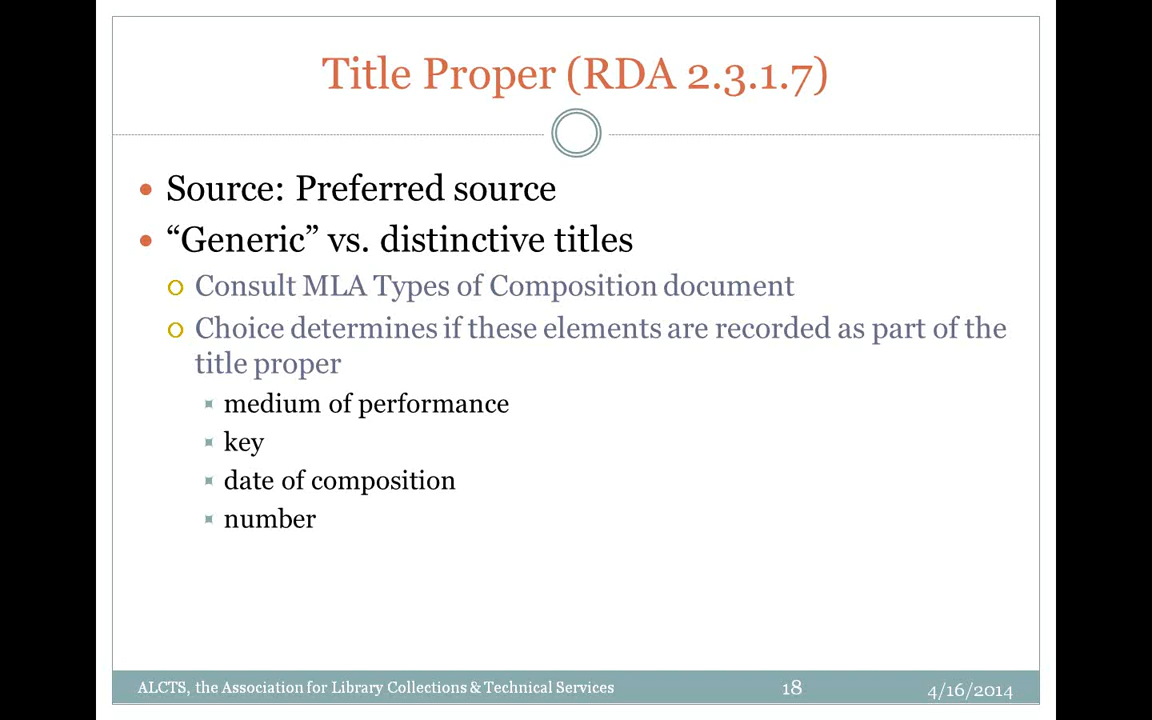 Title Proper (RDA 2.3.1.7)
Source: Preferred source
“Generic” vs. distinctive titles
Consult MLA Types of Composition document
Choice determines if these elements are recorded as part of the
title proper
medium of performance
key
date of composition
number
ALCTS, the Association for Library Collections & Technical Services
18
4/16/2014